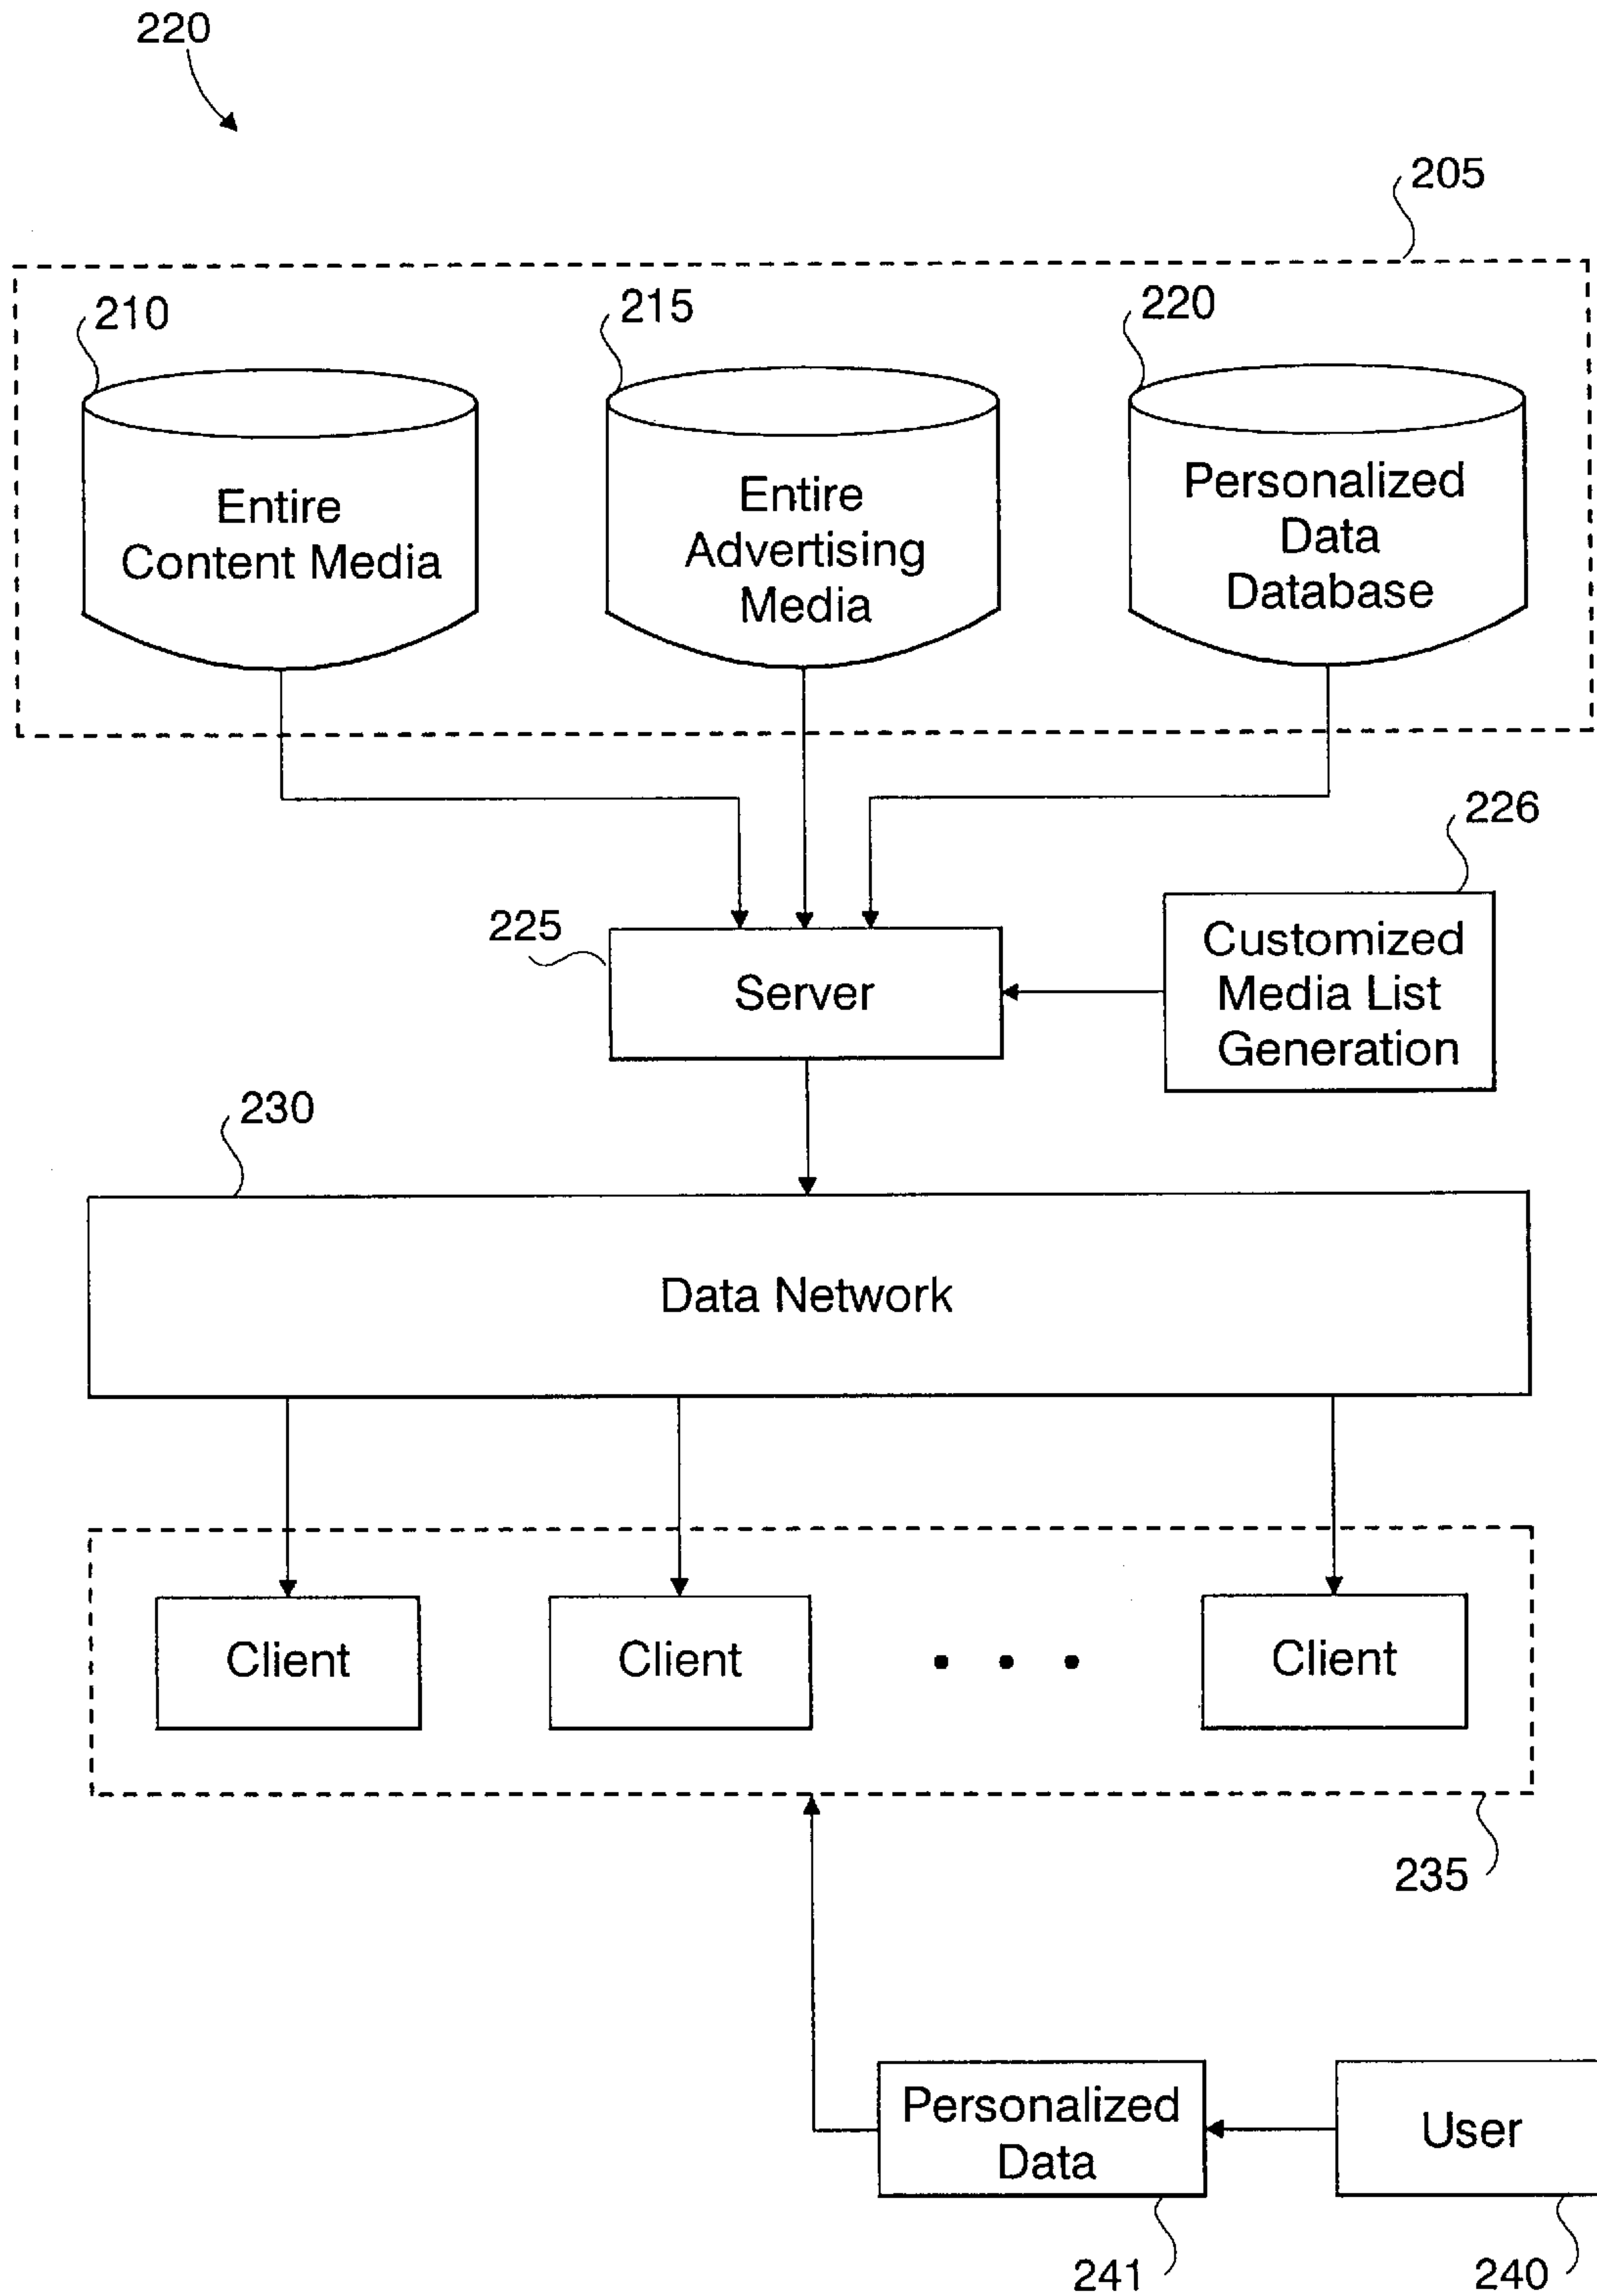 220
205
210
215
220
Entire
Content Media
Entire
Advertising
Media
Personalized
Data
Database
226
225
Server
Customized
Media List
Generation
230
Data Network
Client
Client
• • •
Client
235
Personalized
Data
User
241
240